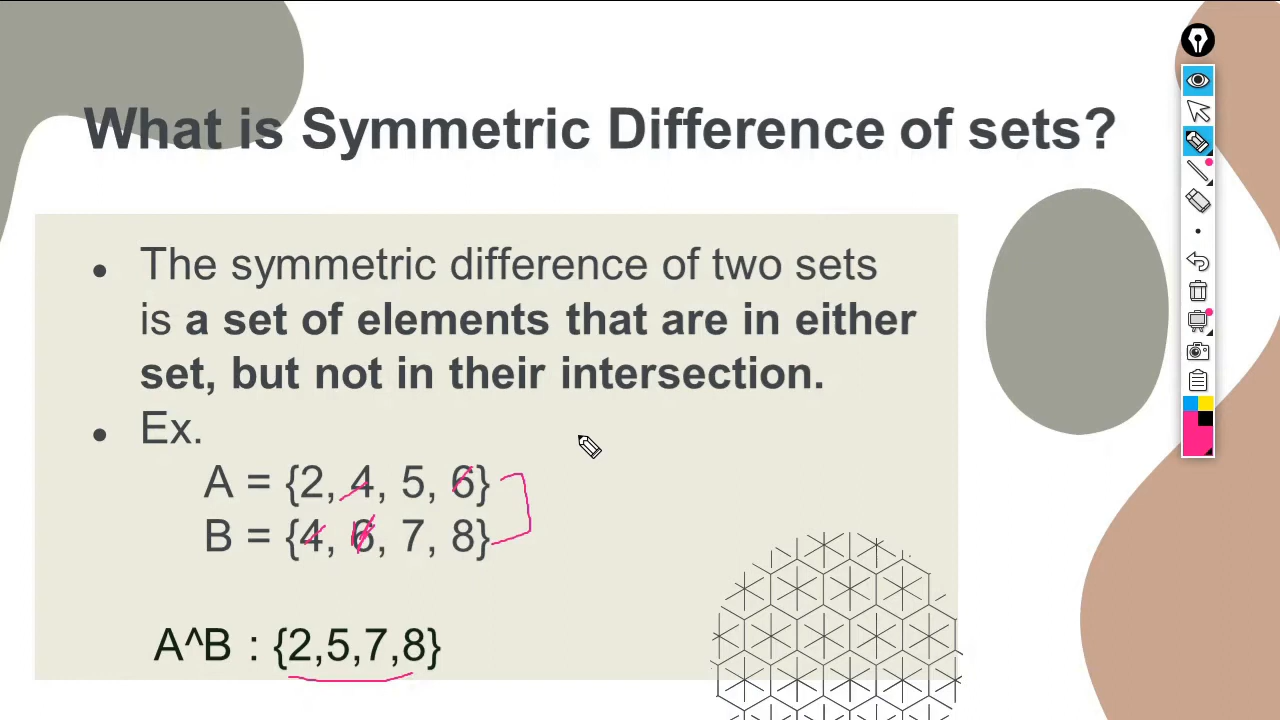 What is Symmetric Difference of sets?
• The symmetric difference of two sets
is a set of elements that are in either
set, but not in their intersection.
• Ex.
A = {2, 4, 5, 6}
B = {4, 6, 7, 8}
A^B : {2,5,7,8}